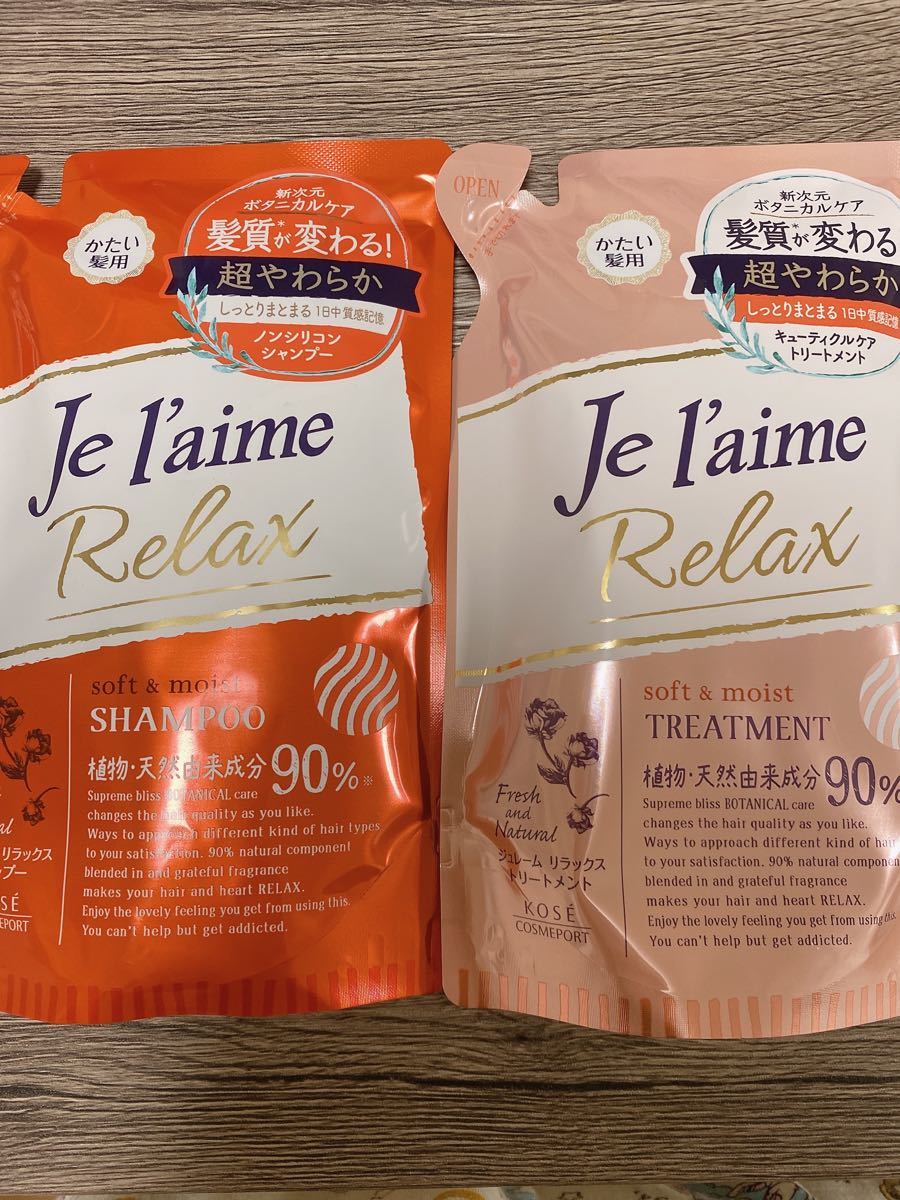 かたい
髪用
新次元
ボタニカルケア
髪質*が変わる!
超やわらか
しっとりまとまる 1日中質感記憶
ノンシリコン
シャンプー
Je l'aime
Relax
soft & moist
SHAMPOO
植物・天然由来成分90%※
Supreme bliss BOTANICAL care
changes the hair quality as you like.
Ways to approach different kind of hair types
to your satisfaction. 90% natural component
blended in and grateful fragrance
makes your hair and heart RELAX.
Enjoy the lovely feeling you get from using this.
You can't help but get addicted.
リラックス
OPEN
かたい
髪用
新次元
ボタニカルケア
髪質*が変わる
超やわらか
しっとりまとまる 1日中質感記憶
キューティクルケア
トリートメント
Je l'aime
Relax
soft & moist
TREATMENT
植物・天然由来成分90%
Supreme bliss BOTANICAL care
changes the hair quality as you like.
Ways to approach different kind of hair
to your satisfaction. 90% natural componen
blended in and grateful fragrance
makes your hair and heart RELAX.
Enjoy the lovely feeling you get from using this.
You can't help but get addicted.
Fresh
and
Natural
ジュレーム リラックス
トリートメント
KOSÉ
COSMEPORT